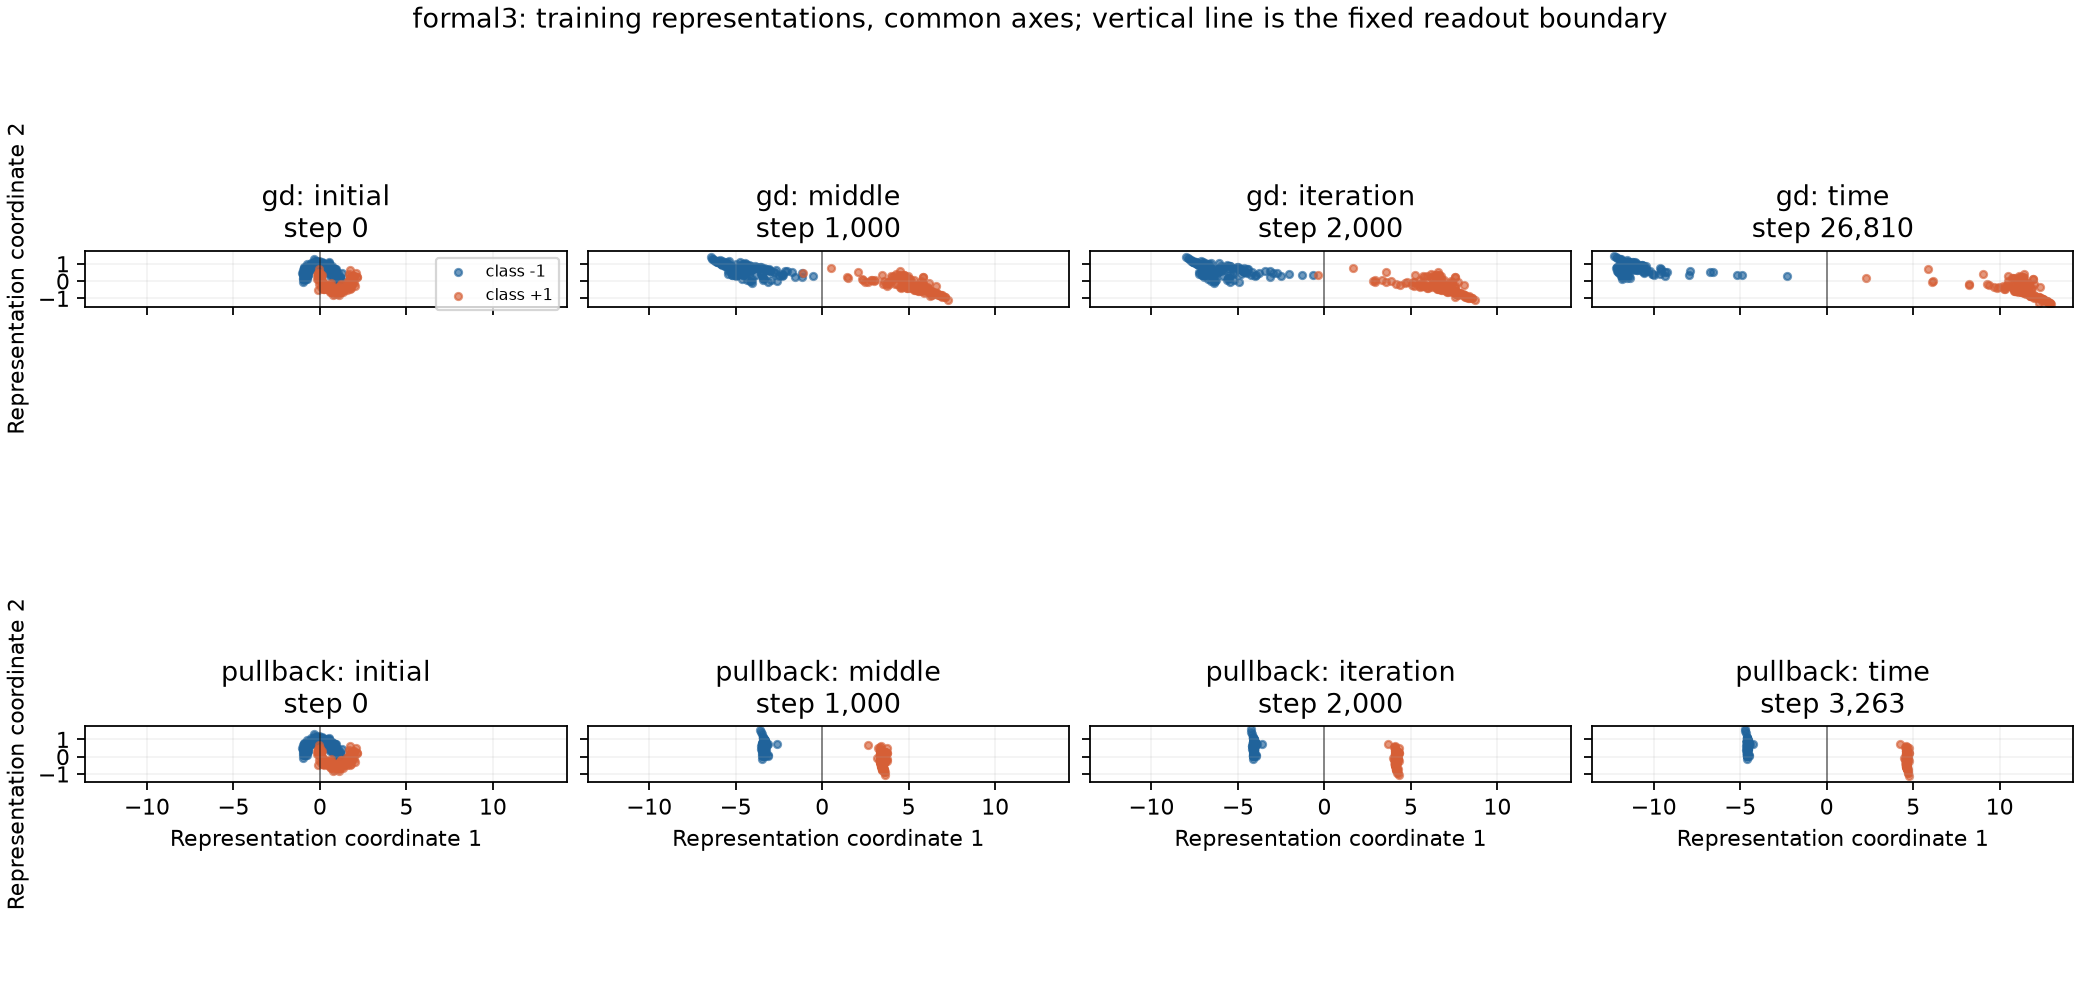 formal3: training representations, common axes; vertical line is the fixed readout boundary
Representation coordinate 2
gd: initial
step 0
gd: middle
step 1,000
gd: iteration
step 2,000
gd: time
step 26,810
1
0
−1
class -1
class +1
Representation coordinate 2
pullback: initial
step 0
pullback: middle
step 1,000
pullback: iteration
step 2,000
pullback: time
step 3,263
1
0
−1
−10 −5 0 5 10
−10 −5 0 5 10
−10 −5 0 5 10
−10 −5 0 5 10
Representation coordinate 1
Representation coordinate 1
Representation coordinate 1
Representation coordinate 1